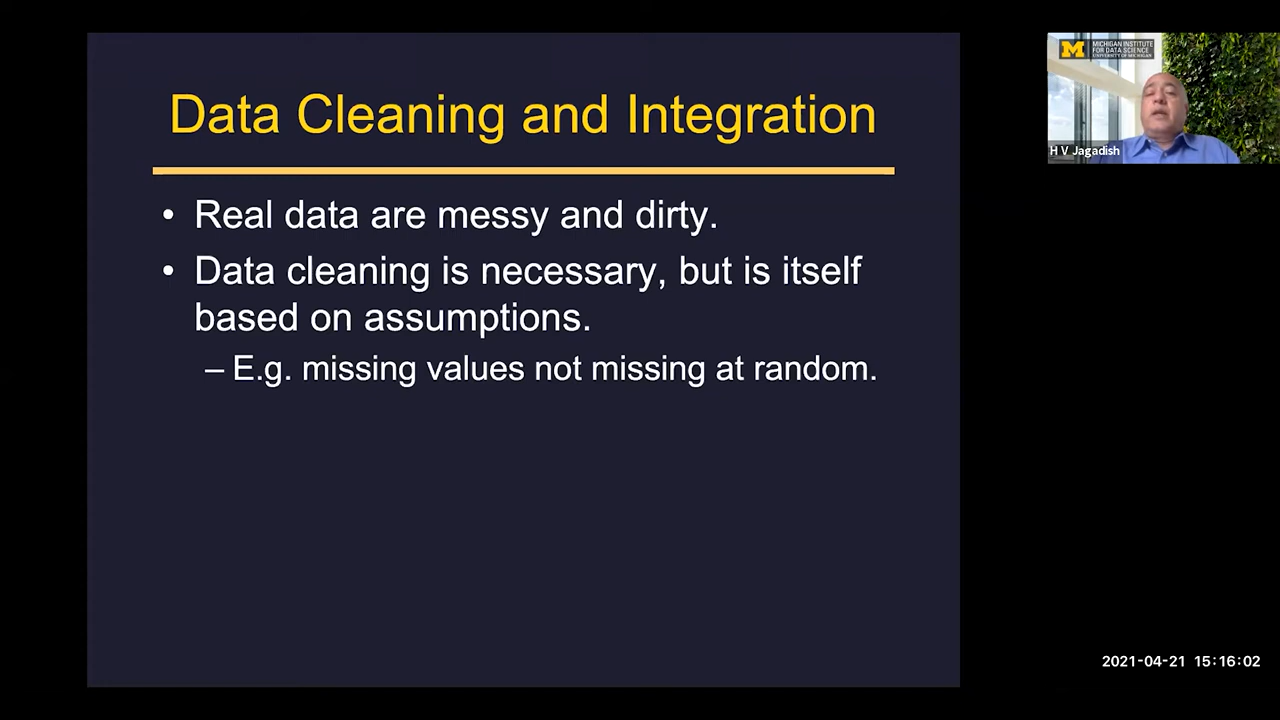 Data Cleaning and Integration
• Real data are messy and dirty.
• Data cleaning is necessary, but is itself
based on assumptions.
– E.g. missing values not missing at random.
M
MICHIGAN INSTITUTE
FOR DATA SCIENCE
UNIVERSITY OF MICHIGAN
H V Jagadish
2021-04-21 15:16:02